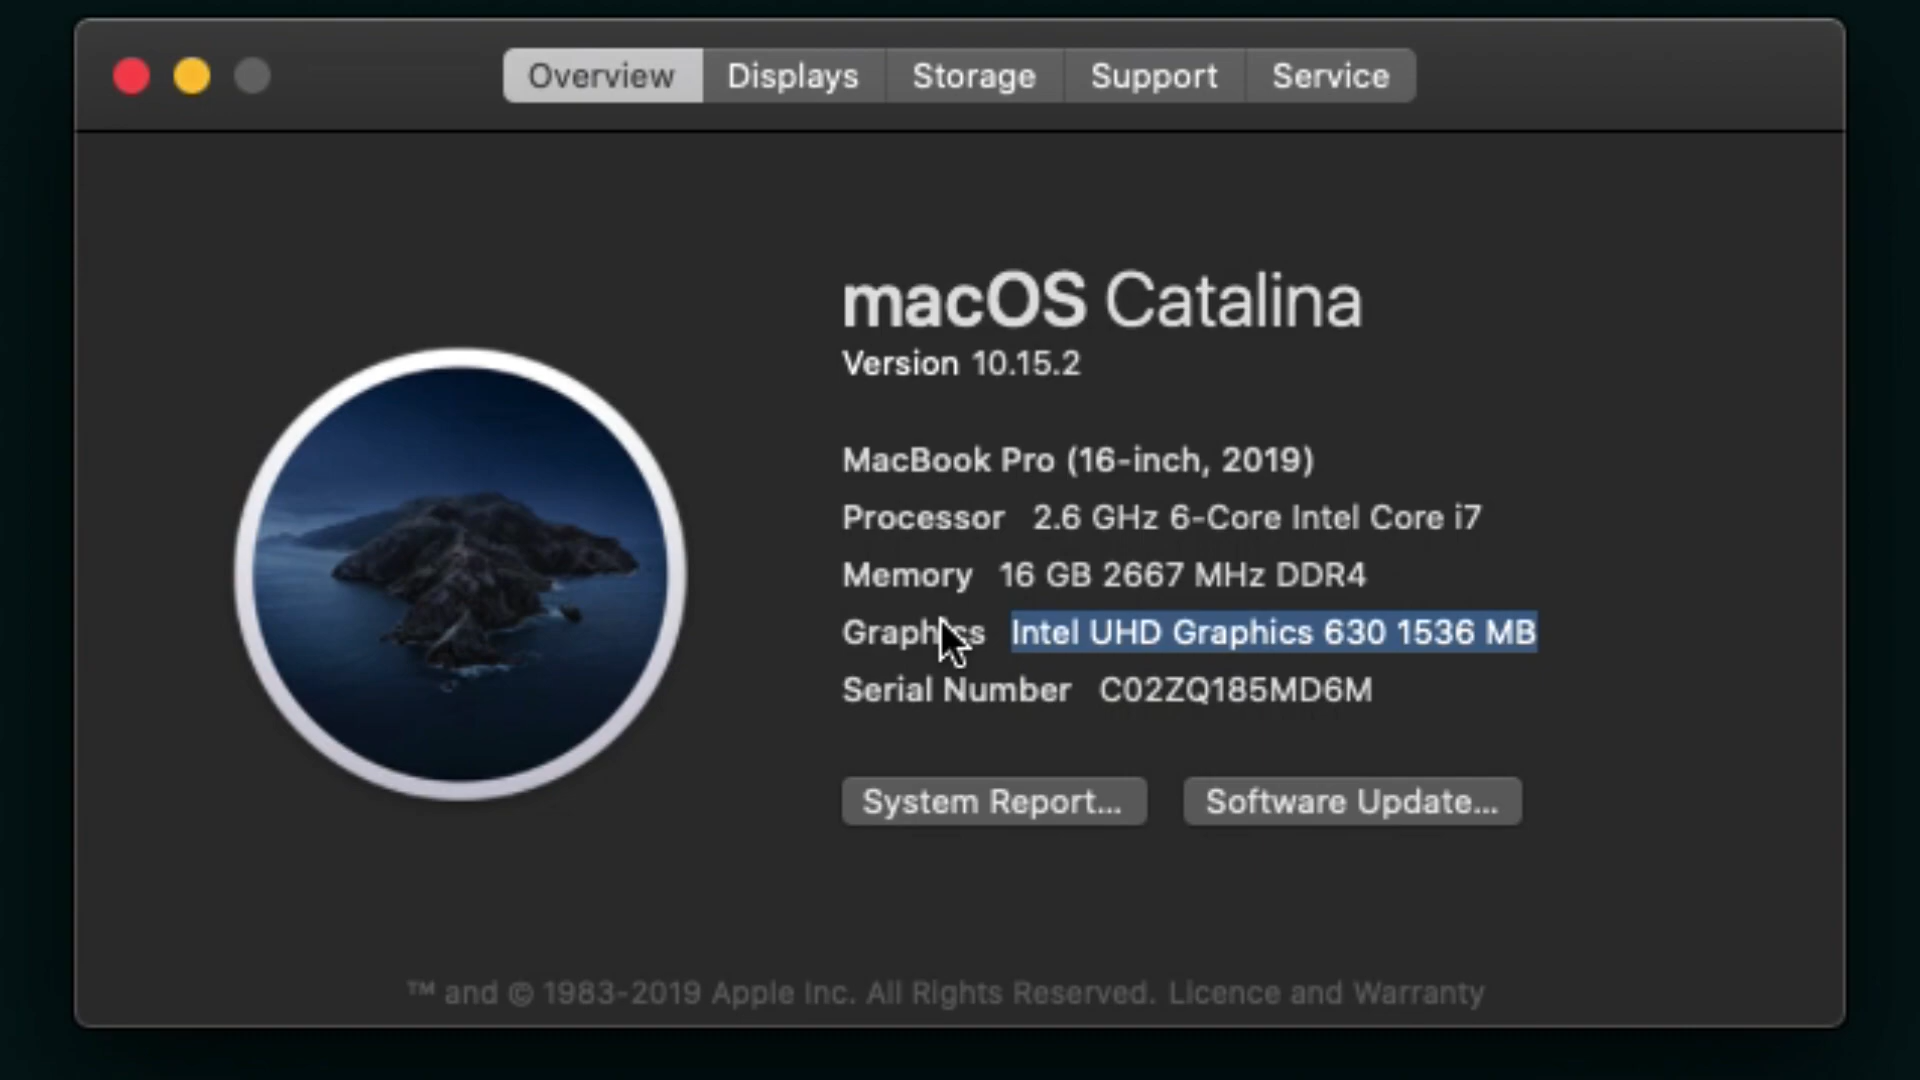 Overview Displays Storage Support Service
macOS Catalina
Version 10.15.2
MacBook Pro (16-inch, 2019)
Processor 2.6 GHz 6-Core Intel Core i7
Memory 16 GB 2667 MHz DDR4
Graphics Intel UHD Graphics 630 1536 MB
Serial Number C02ZQ185MD6M
System Report... Software Update...
™ and © 1983-2019 Apple Inc. All Rights Reserved. Licence and Warranty